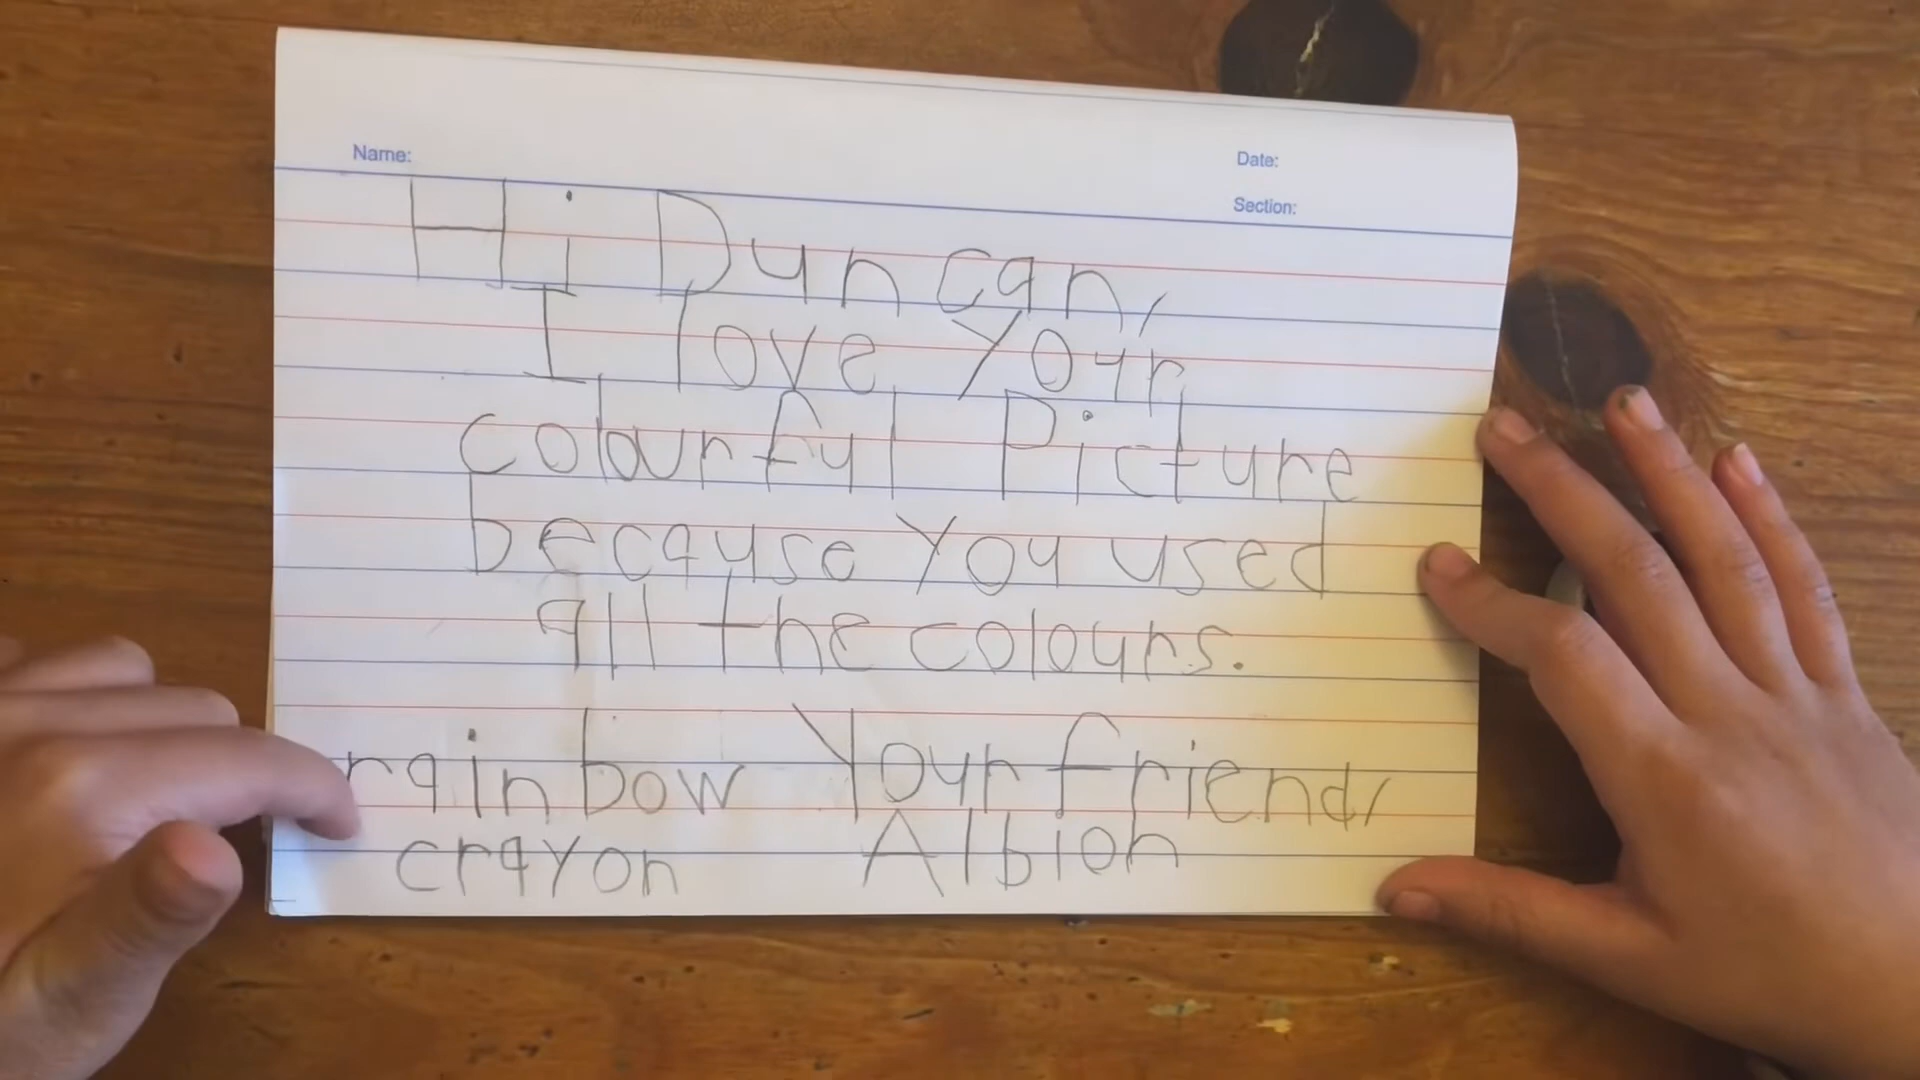 Name:
Date:
Section:
Hi Duncan,
I love Your
colourful Picture
because You used
all the colours.
rainbow
crayon
Your friend,
Albion